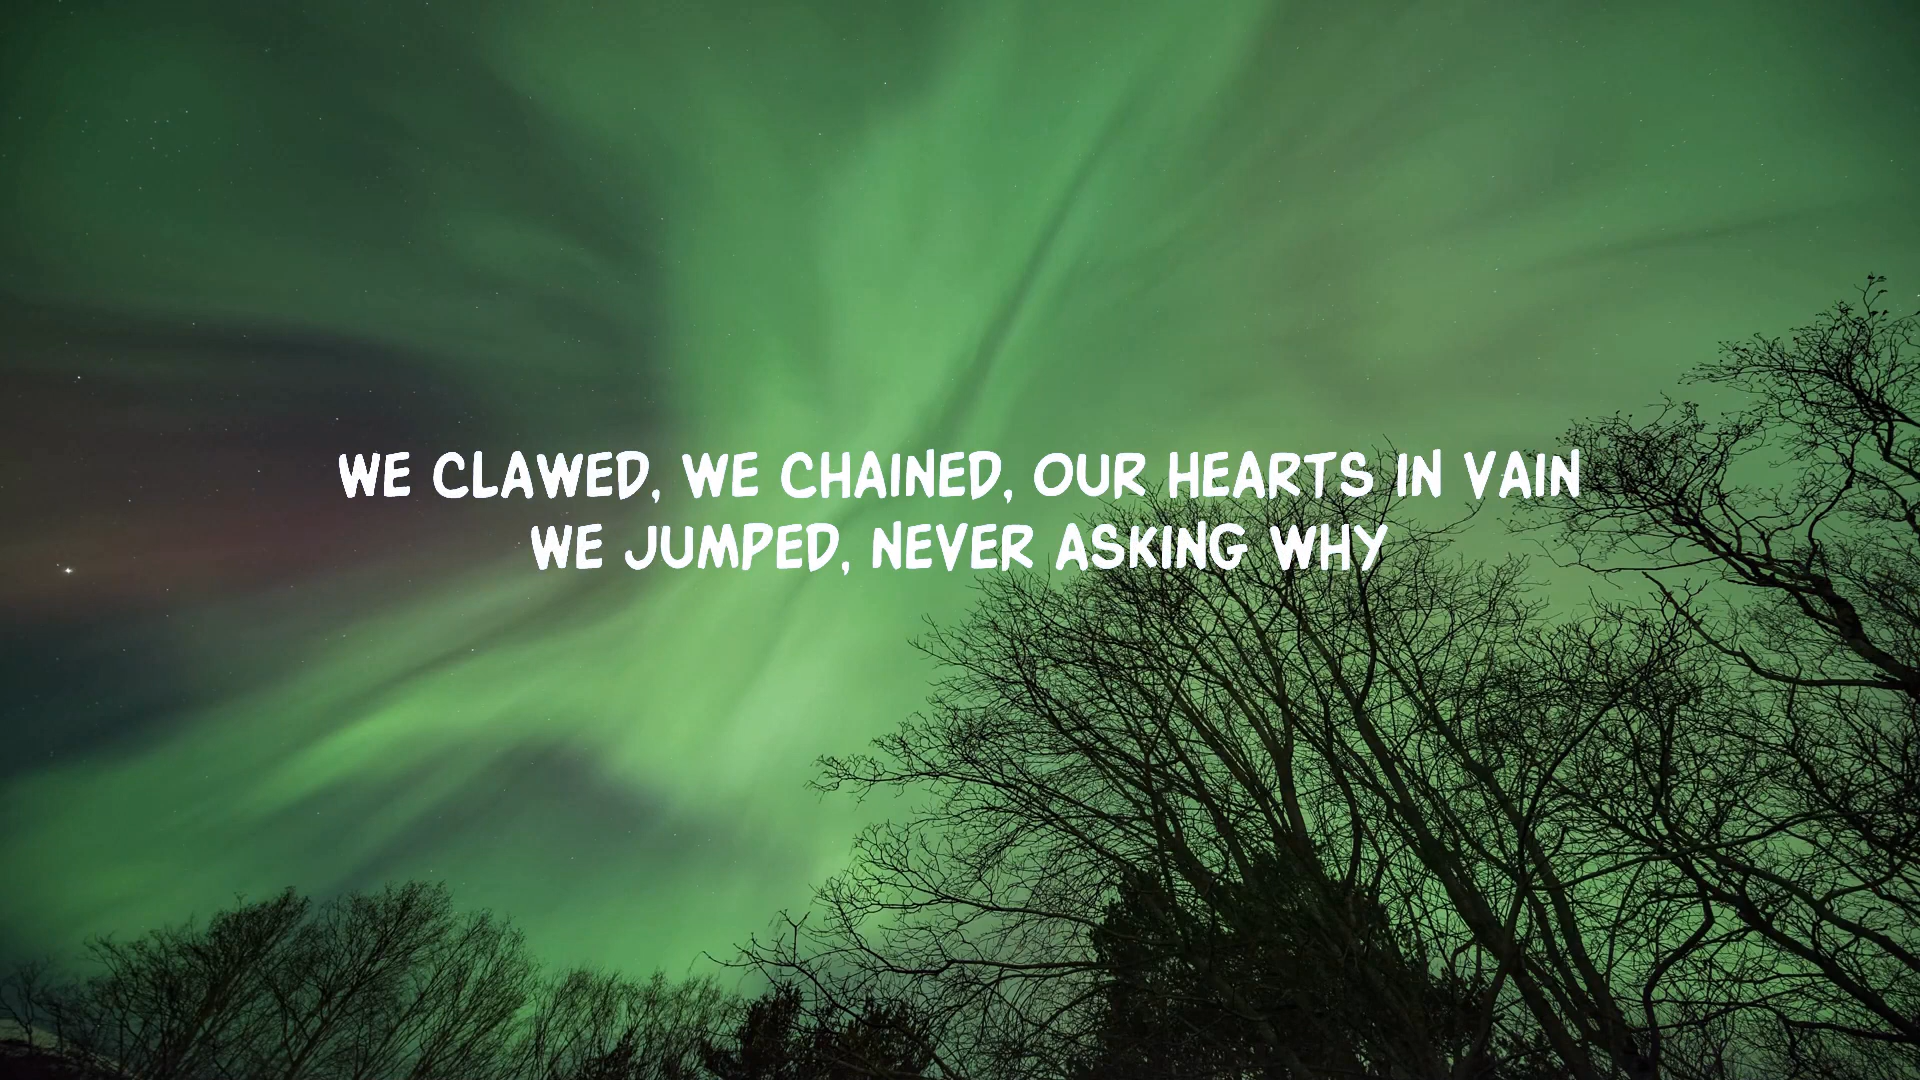 WE CLAWED, WE CHAINED, OUR HEARTS IN VAIN
WE JUMPED, NEVER ASKING WHY